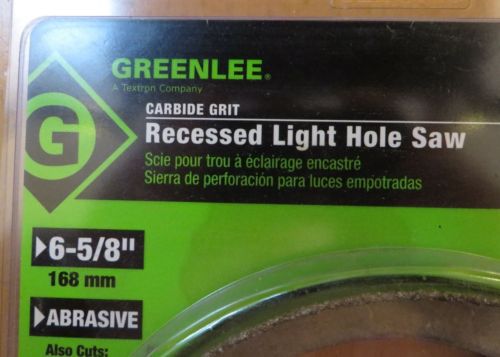 GREENLEE®
A Textron Company
CARBIDE GRIT
Recessed Light Hole Saw
Scie pour trou à éclairage encastré
Sierra de perforación para luces empotradas
G
6-5/8"
168 mm
ABRASIVE
Also Cuts: